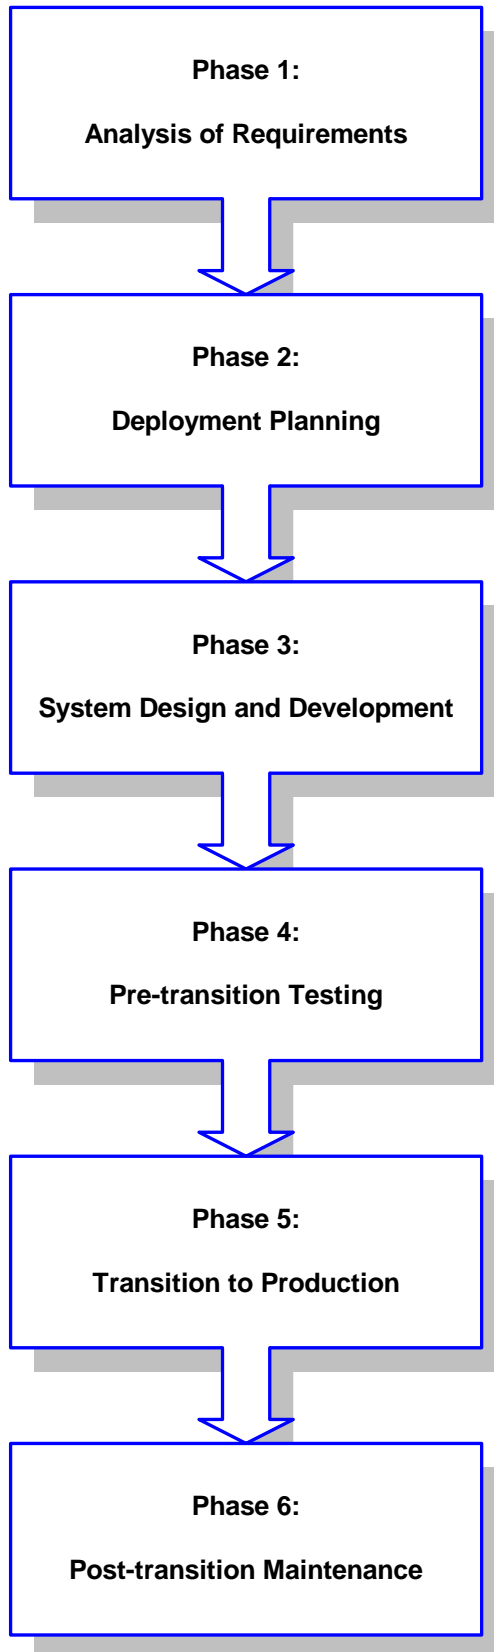 Phase 1:
Analysis of Requirements
Phase 2:
Deployment Planning
Phase 3:
System Design and Development
Phase 4:
Pre-transition Testing
Phase 5:
Transition to Production
Phase 6:
Post-transition Maintenance